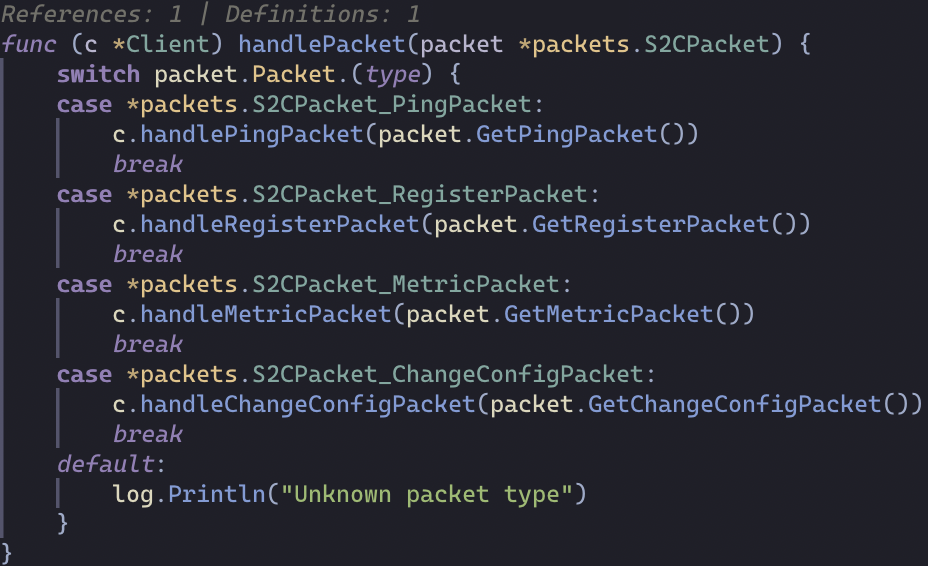 References: 1 | Definitions: 1
func (c *Client) handlePacket(packet *packets.S2CPacket) {
    switch packet.Packet.(type) {
    case *packets.S2CPacket_PingPacket:
        c.handlePingPacket(packet.GetPingPacket())
        break
    case *packets.S2CPacket_RegisterPacket:
        c.handleRegisterPacket(packet.GetRegisterPacket())
        break
    case *packets.S2CPacket_MetricPacket:
        c.handleMetricPacket(packet.GetMetricPacket())
        break
    case *packets.S2CPacket_ChangeConfigPacket:
        c.handleChangeConfigPacket(packet.GetChangeConfigPacket())
        break
    default:
        log.Println("Unknown packet type")
    }
}